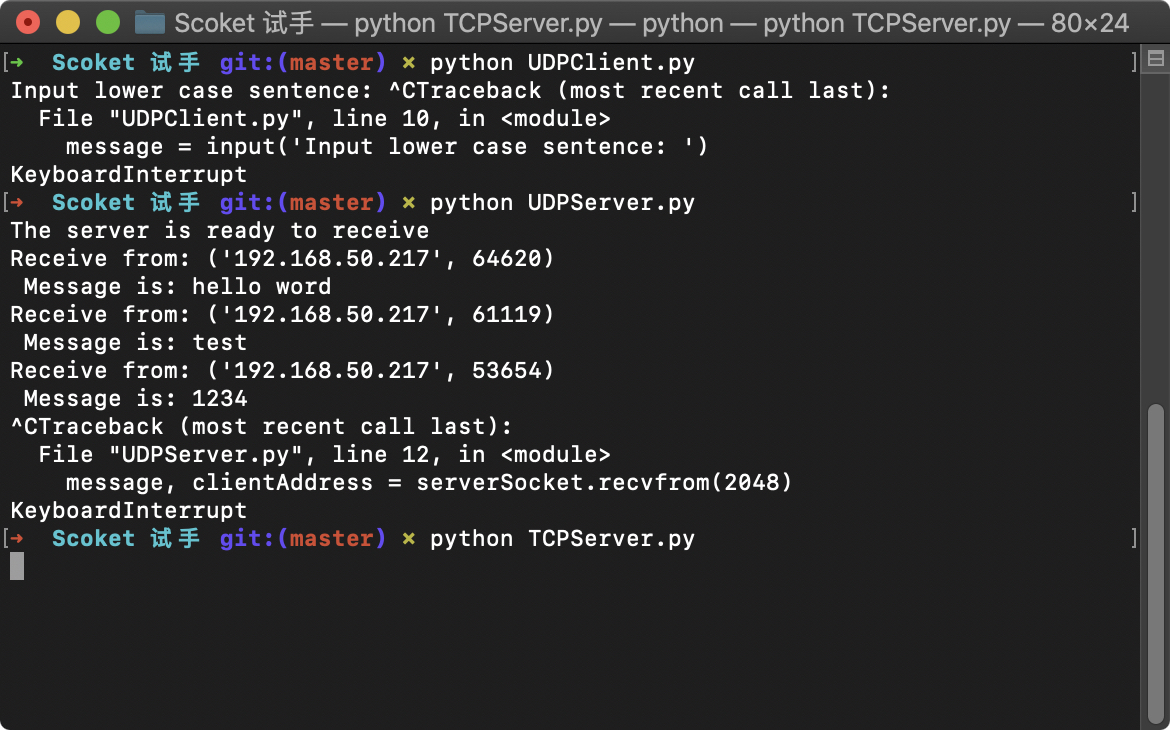 Scoket 试手 — python TCPServer.py — python — python TCPServer.py — 80×24
[➜  Scoket 试手 git:(master) × python UDPClient.py ]
Input lower case sentence: ^CTraceback (most recent call last):
  File "UDPClient.py", line 10, in <module>
    message = input('Input lower case sentence: ')
KeyboardInterrupt
[➜  Scoket 试手 git:(master) × python UDPServer.py ]
The server is ready to receive
Receive from: ('192.168.50.217', 64620)
 Message is: hello word
Receive from: ('192.168.50.217', 61119)
 Message is: test
Receive from: ('192.168.50.217', 53654)
 Message is: 1234
^CTraceback (most recent call last):
  File "UDPServer.py", line 12, in <module>
    message, clientAddress = serverSocket.recvfrom(2048)
KeyboardInterrupt
[➜  Scoket 试手 git:(master) × python TCPServer.py ]